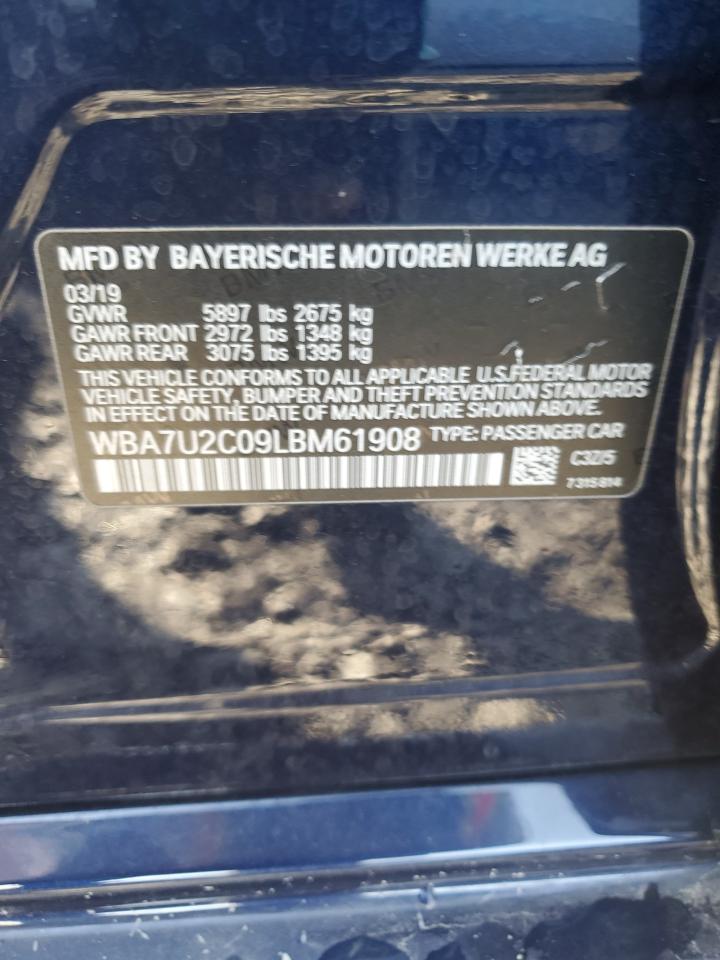 MFD BY BAYERISCHE MOTOREN WERKE AG
03/19
GVWR 5897 lbs 2675 kg
GAWR FRONT 2972 lbs 1348 kg
GAWR REAR 3075 lbs 1395 kg
THIS VEHICLE CONFORMS TO ALL APPLICABLE U.S.FEDERAL MOTOR
VEHICLE SAFETY, BUMPER AND THEFT PREVENTION STANDARDS
IN EFFECT ON THE DATE OF MANUFACTURE SHOWN ABOVE.
WBA7U2C09LBM61908 TYPE: PASSENGER CAR
C32/5
7315814